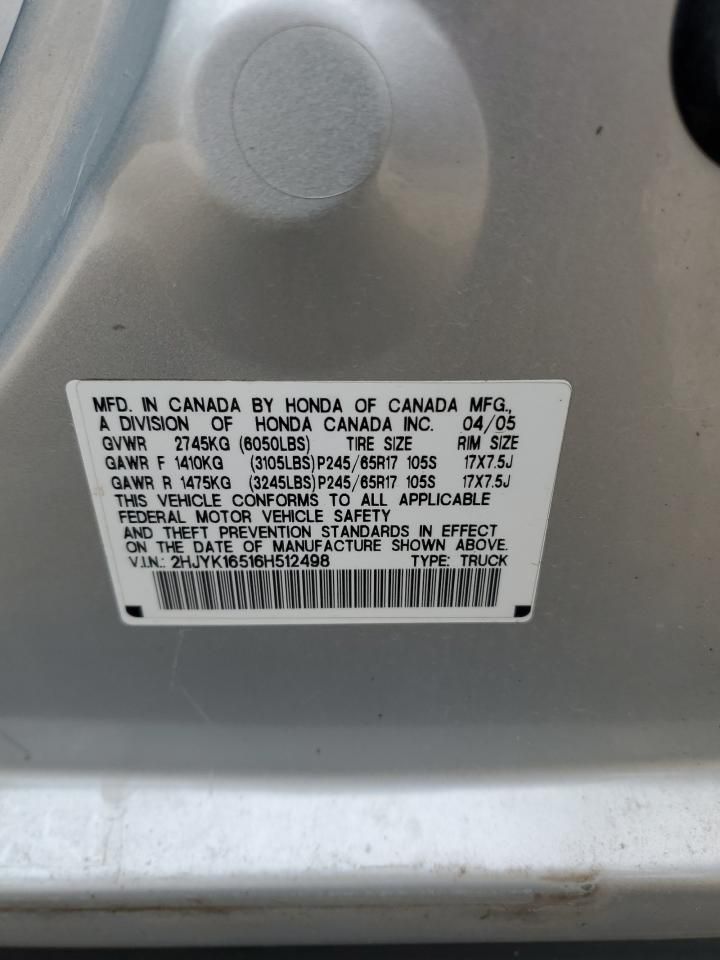 MFD. IN CANADA BY HONDA OF CANADA MFG.,
A DIVISION OF HONDA CANADA INC. 04/05
GVWR 2745KG (6050LBS) TIRE SIZE RIM SIZE
GAWR F 1410KG (3105LBS) P245/65R17 105S 17X7.5J
GAWR R 1475KG (3245LBS) P245/65R17 105S 17X7.5J
THIS VEHICLE CONFORMS TO ALL APPLICABLE
FEDERAL MOTOR VEHICLE SAFETY
AND THEFT PREVENTION STANDARDS IN EFFECT
ON THE DATE OF MANUFACTURE SHOWN ABOVE.
V.I.N.: 2HJYK16516H512498 TYPE: TRUCK